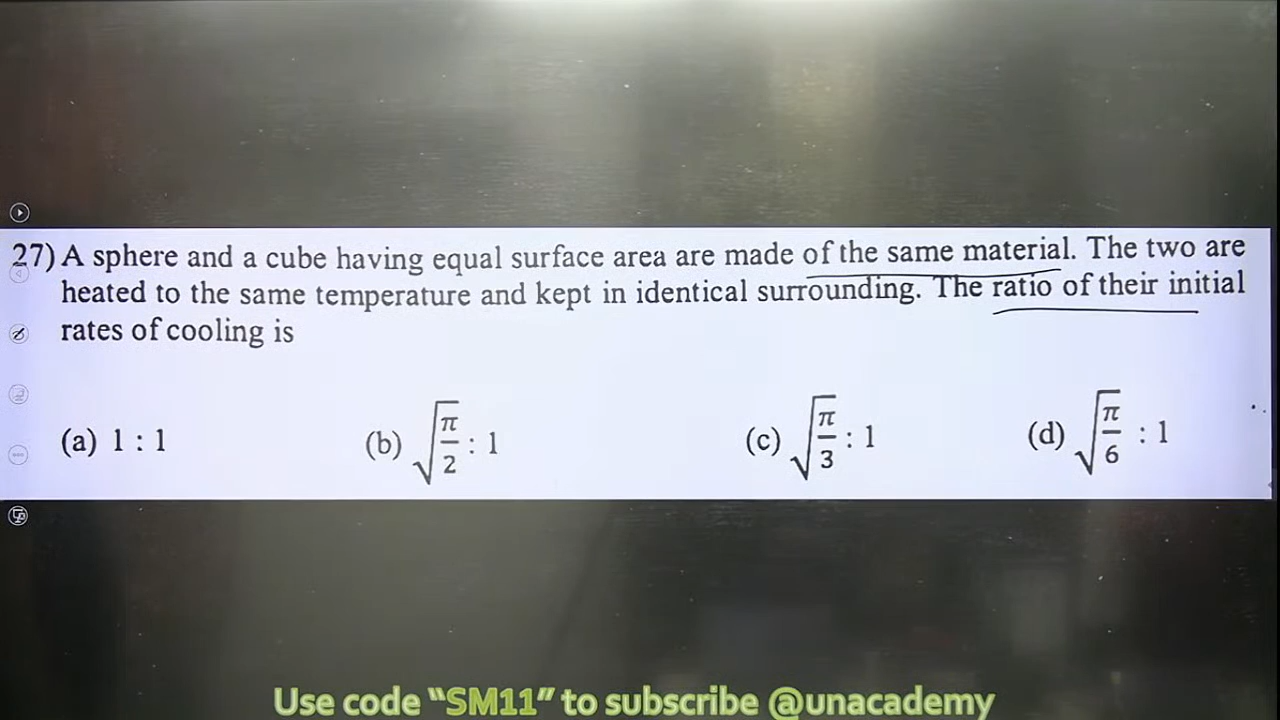 27) A sphere and a cube having equal surface area are made of the same material. The two are
heated to the same temperature and kept in identical surrounding. The ratio of their initial
rates of cooling is
(a) 1 : 1 (b) √π/2 : 1 (c) √π/3 : 1 (d) √π/6 : 1
Use code “SM11” to subscribe @unacademy